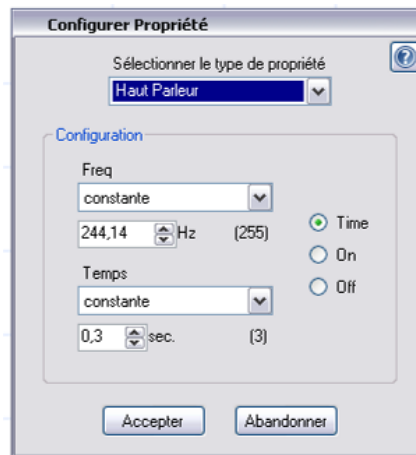 Configurer Propriété
Sélectionner le type de propriété
Haut Parleur
Configuration
Freq
constante
244,14 Hz (255)
Time
On
Off
Temps
constante
0,3 sec. (3)
Accepter Abandonner